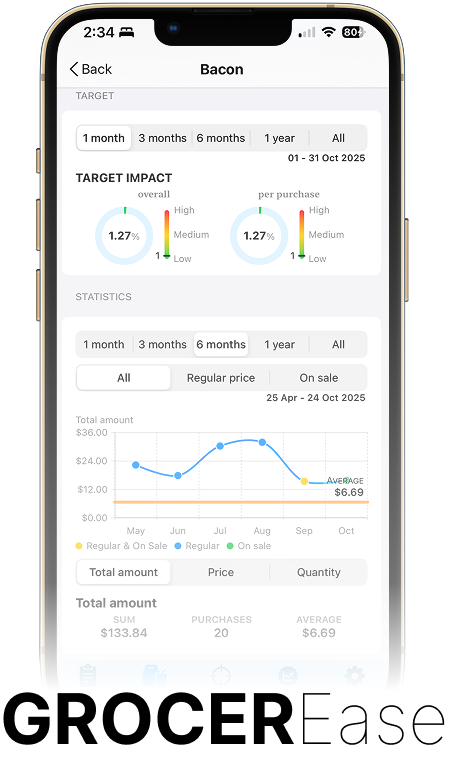 2:34 80
Back Bacon
TARGET
1 month 3 months 6 months 1 year All
01 - 31 Oct 2025
TARGET IMPACT
overall per purchase
High High
1.27% Medium 1.27% Medium
1 Low 1 Low
STATISTICS
1 month 3 months 6 months 1 year All
All Regular price On sale
25 Apr - 24 Oct 2025
Total amount
$36.00
$24.00
AVERAGE
$12.00 $6.69
$0.00
May Jun Jul Aug Sep Oct
Regular & On Sale Regular On sale
Total amount Price Quantity
Total amount
SUM PURCHASES AVERAGE
$133.84 20 $6.69
GROCEREase